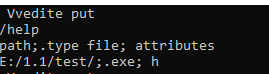 Vvedite put
/help
path;.type file; attributes
E:/1.1/test/;.exe; h